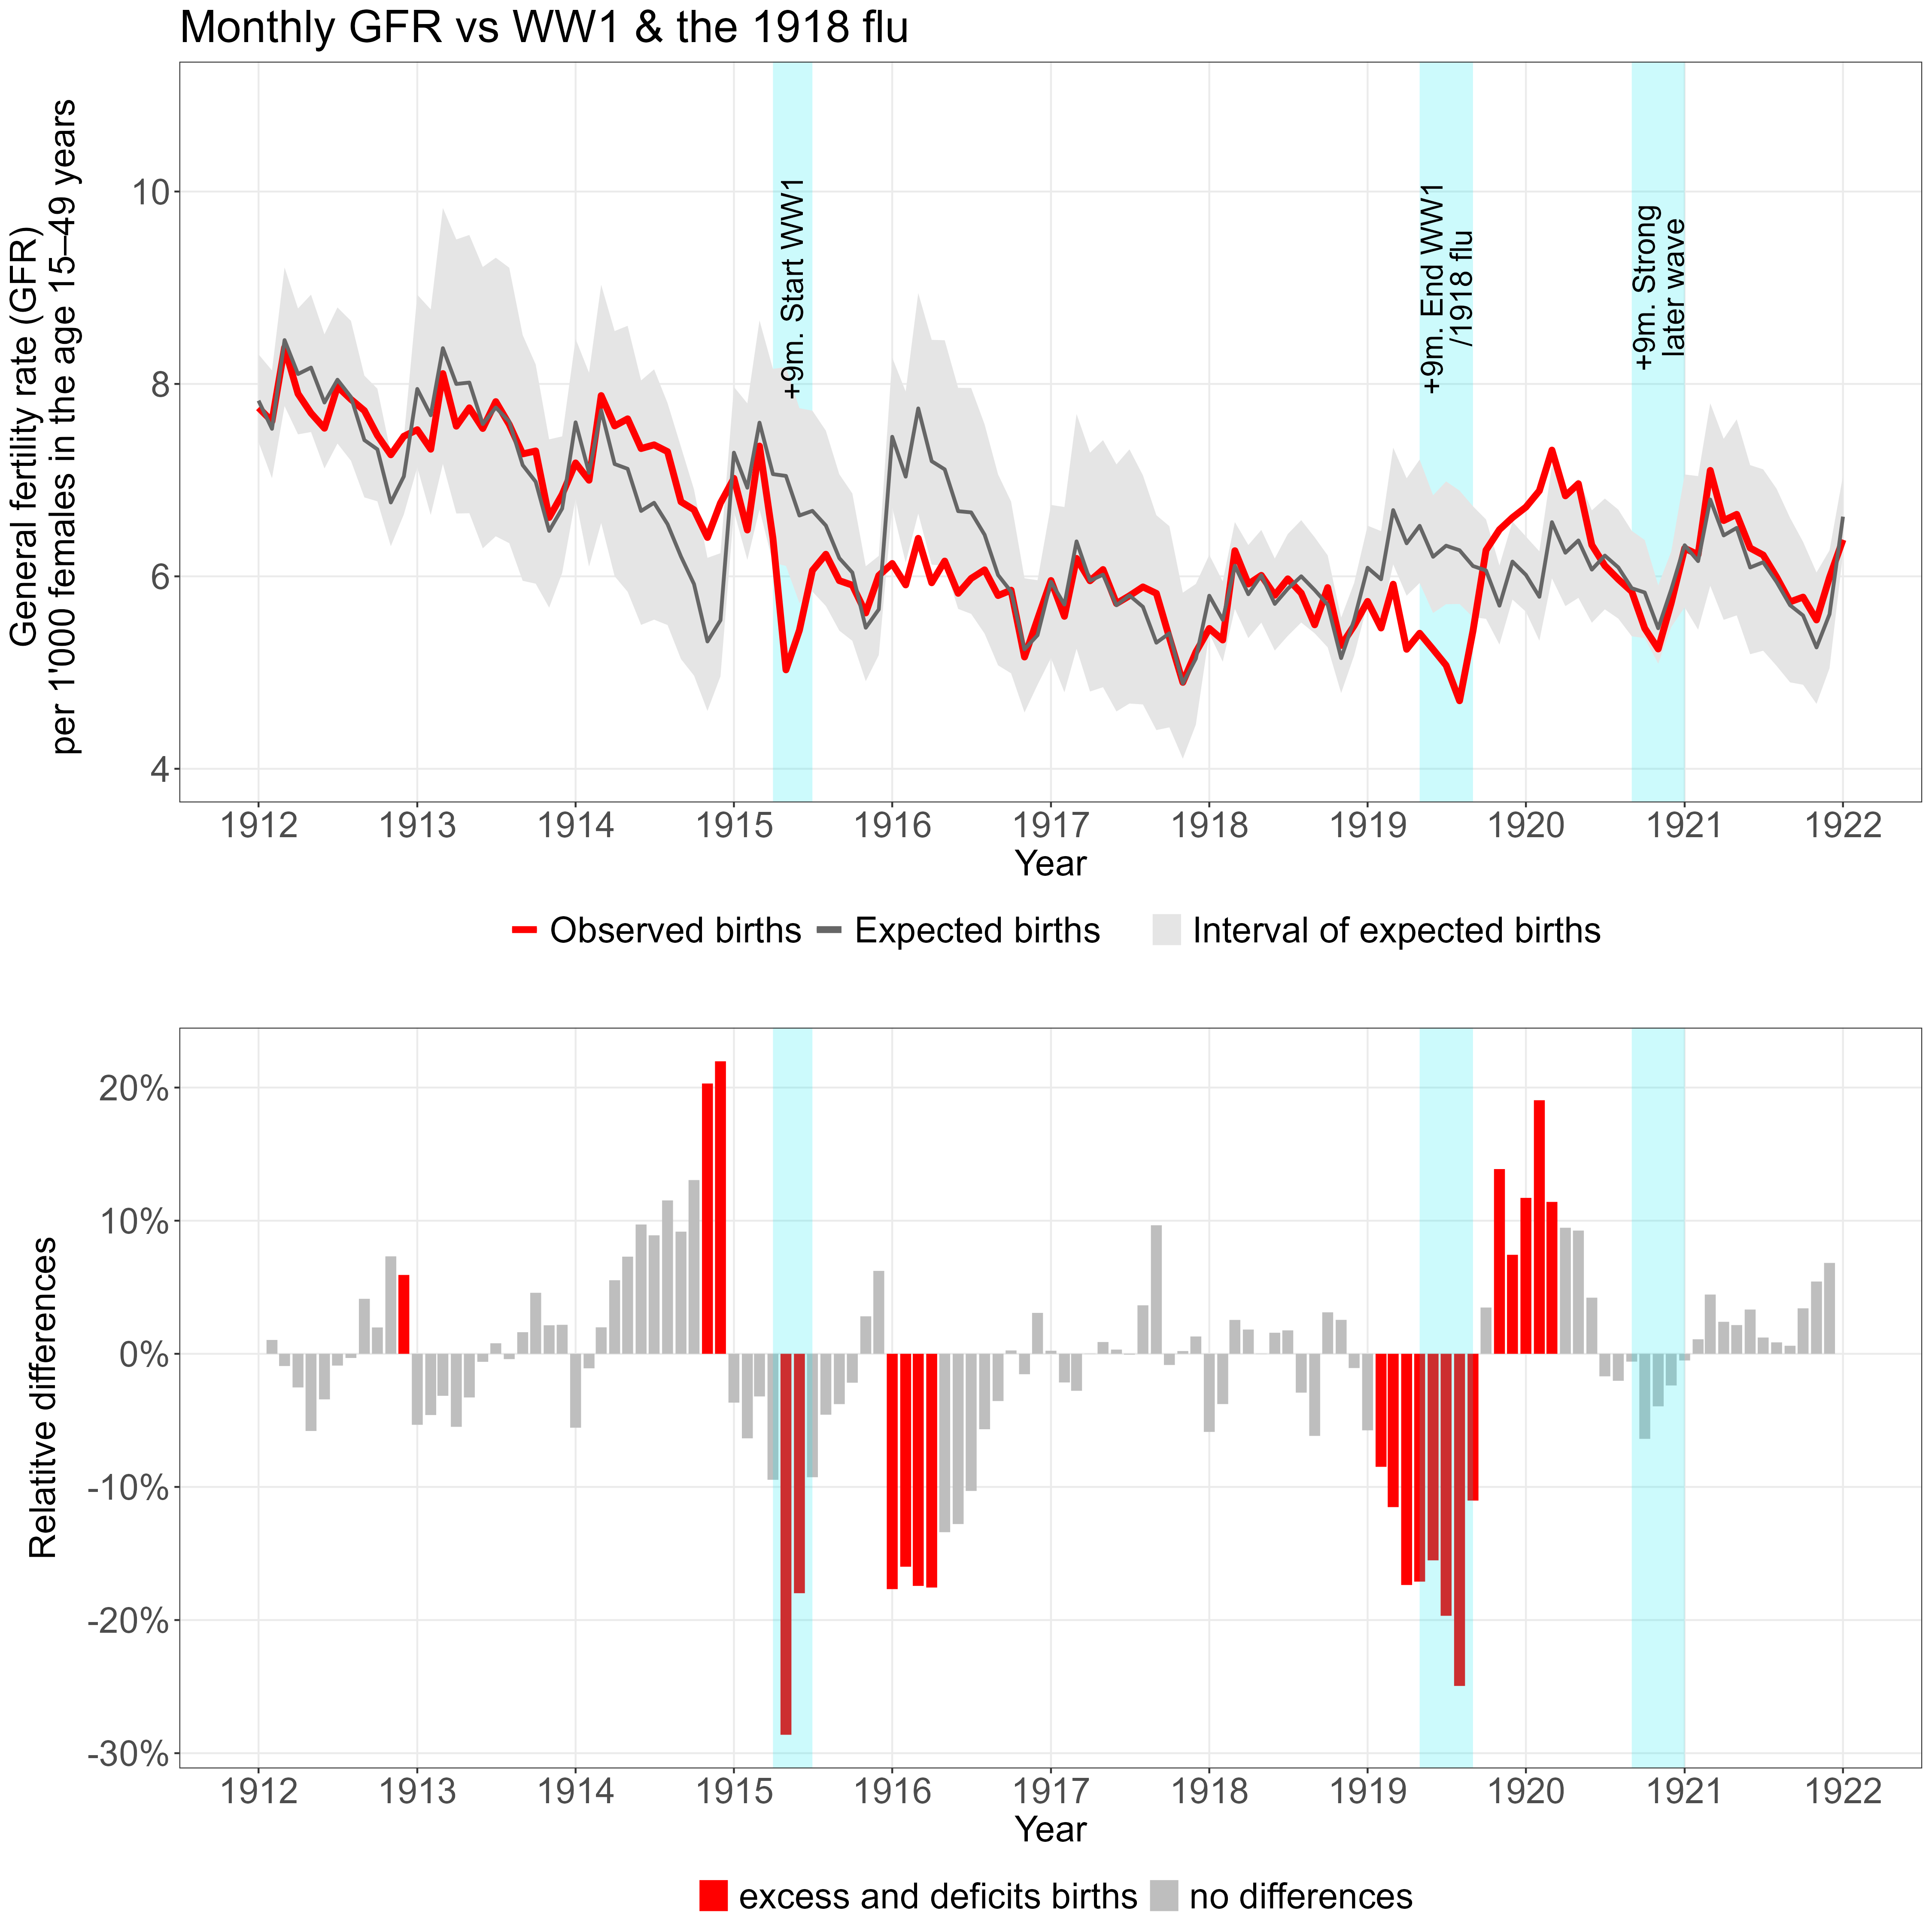 Monthly GFR vs WW1 & the 1918 flu
General fertility rate (GFR)
per 1'000 females in the age 15–49 years
10
8
6
4
+9m. Start WW1
+9m. End WW1
/1918 flu
+9m. Strong
later wave
1912 1913 1914 1915 1916 1917 1918 1919 1920 1921 1922
Year
Observed births Expected births Interval of expected births
Relatitive differences
20%
10%
0%
-10%
-20%
-30%
1912 1913 1914 1915 1916 1917 1918 1919 1920 1921 1922
Year
excess and deficits births no differences